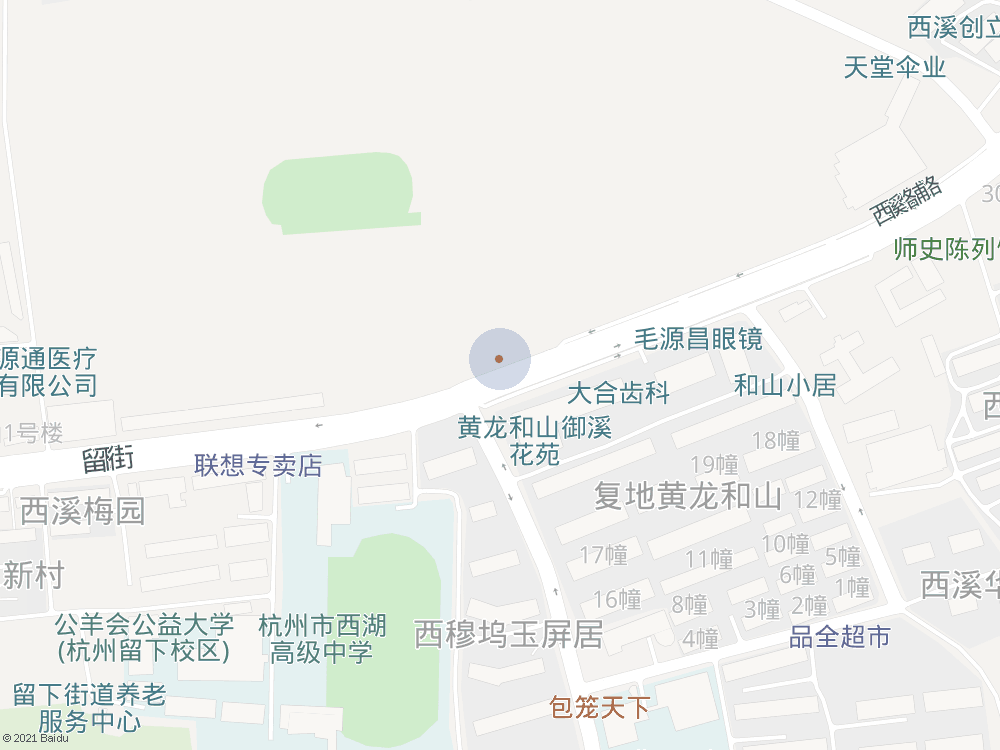 西溪创立
天堂伞业
西溪路辅路
30
师史陈列
毛源昌眼镜
源通医疗
有限公司
大合齿科
和山小居
西
黄龙和山御溪
花苑
1号楼
留街
联想专卖店
18幢
19幢
复地黄龙和山
12幢
西溪梅园
10幢
5幢
17幢
11幢
新村
6幢
1幢
西溪华
16幢
8幢
3幢
2幢
公羊会公益大学
(杭州留下校区)
杭州市西湖
高级中学
西穆坞玉屏居
4幢
品全超市
留下街道养老
服务中心
包笼天下
© 2021 Baidu